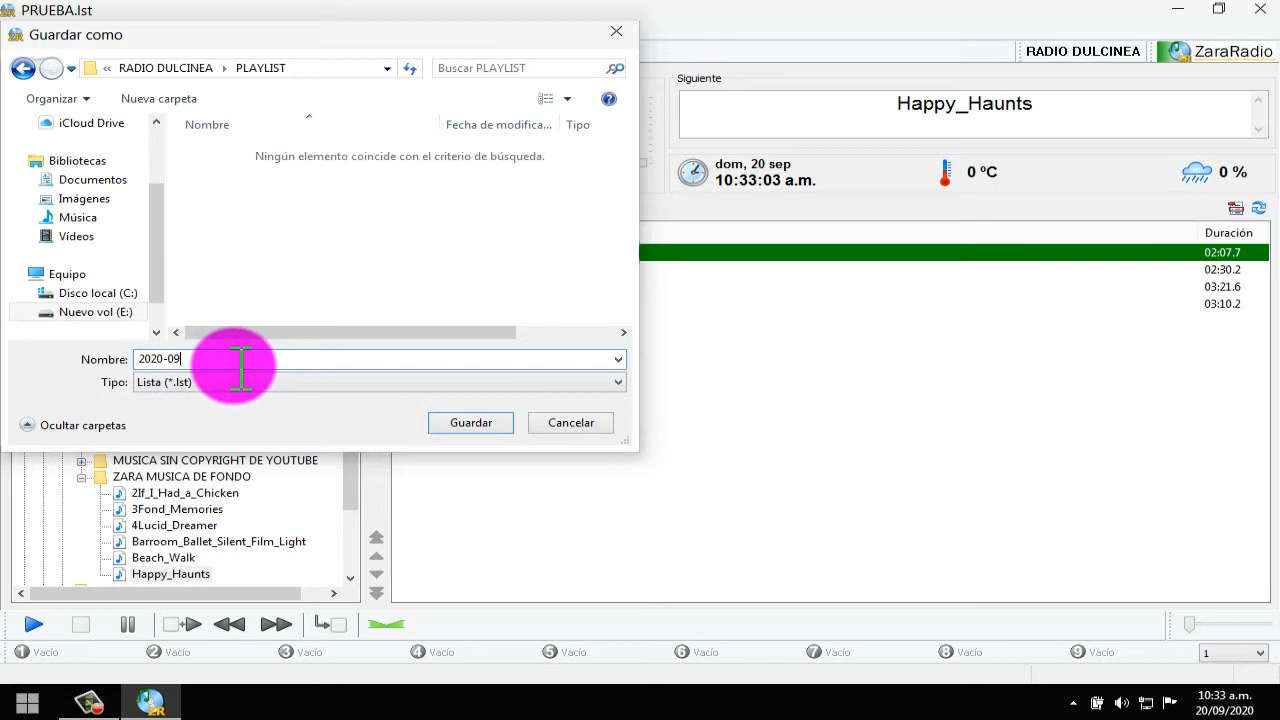 PRUEBA.lst
Guardar como
« RADIO DULCINEA PLAYLIST
Buscar PLAYLIST
Organizar
Nueva carpeta
iCloud Drive
Bibliotecas
Documentos
Imágenes
Música
Vídeos
Equipo
Disco local (C:)
Nuevo vol (E:)
Nombre
Fecha de modifica...
Tipo
Ningún elemento coincide con el criterio de búsqueda.
Nombre: 2020-09
Tipo: Lista (*.lst)
Ocultar carpetas
Guardar
Cancelar
RADIO DULCINEA
ZaraRadio
Siguiente
Happy_Haunts
dom, 20 sep
10:33:03 a.m.
0 ºC
0 %
Duración
02:07.7
02:30.2
03:21.6
03:10.2
MUSICA SIN COPYRIGHT DE YOUTUBE
ZARA MUSICA DE FONDO
2If_I_Had_a_Chicken
3Fond_Memories
4Lucid_Dreamer
Barroom_Ballet_Silent_Film_Light
Beach_Walk
Happy_Haunts
1 Vacío
2 Vacío
3 Vacío
4 Vacío
5 Vacío
6 Vacío
7 Vacío
8 Vacío
9 Vacío
1
10:33 a.m.
20/09/2020